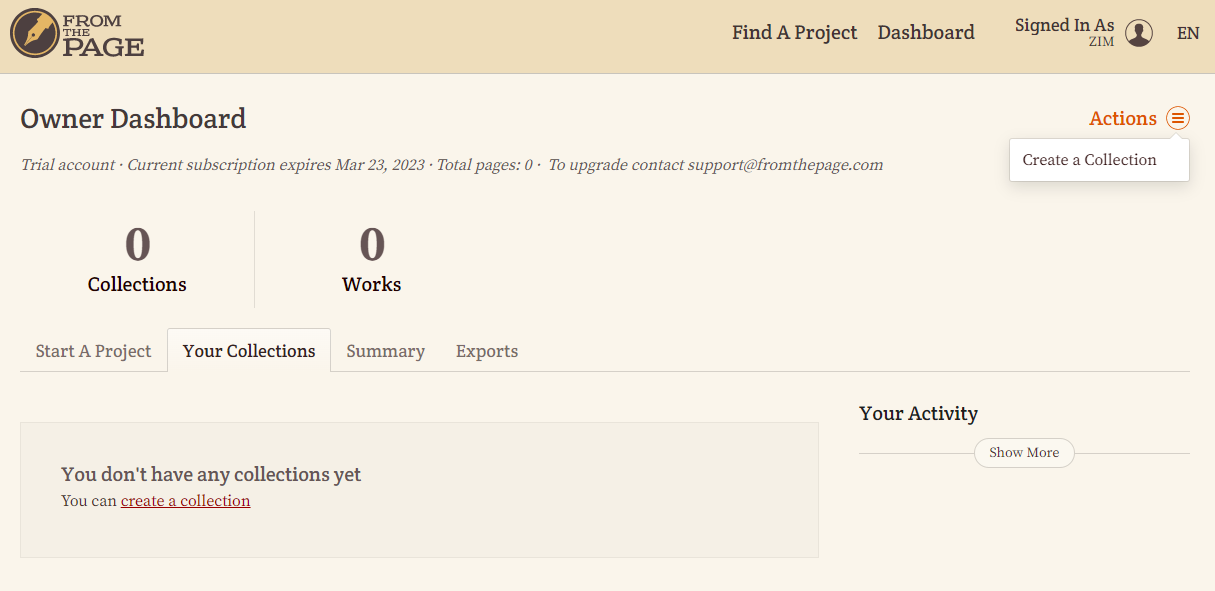 FROM
THE
PAGE
Find A Project Dashboard Signed In As ZIM EN
Owner Dashboard
Actions
Create a Collection
Trial account · Current subscription expires Mar 23, 2023 · Total pages: 0 · To upgrade contact support@fromthepage.com
0 0
Collections Works
Start A Project Your Collections Summary Exports
Your Activity
Show More
You don't have any collections yet
You can create a collection